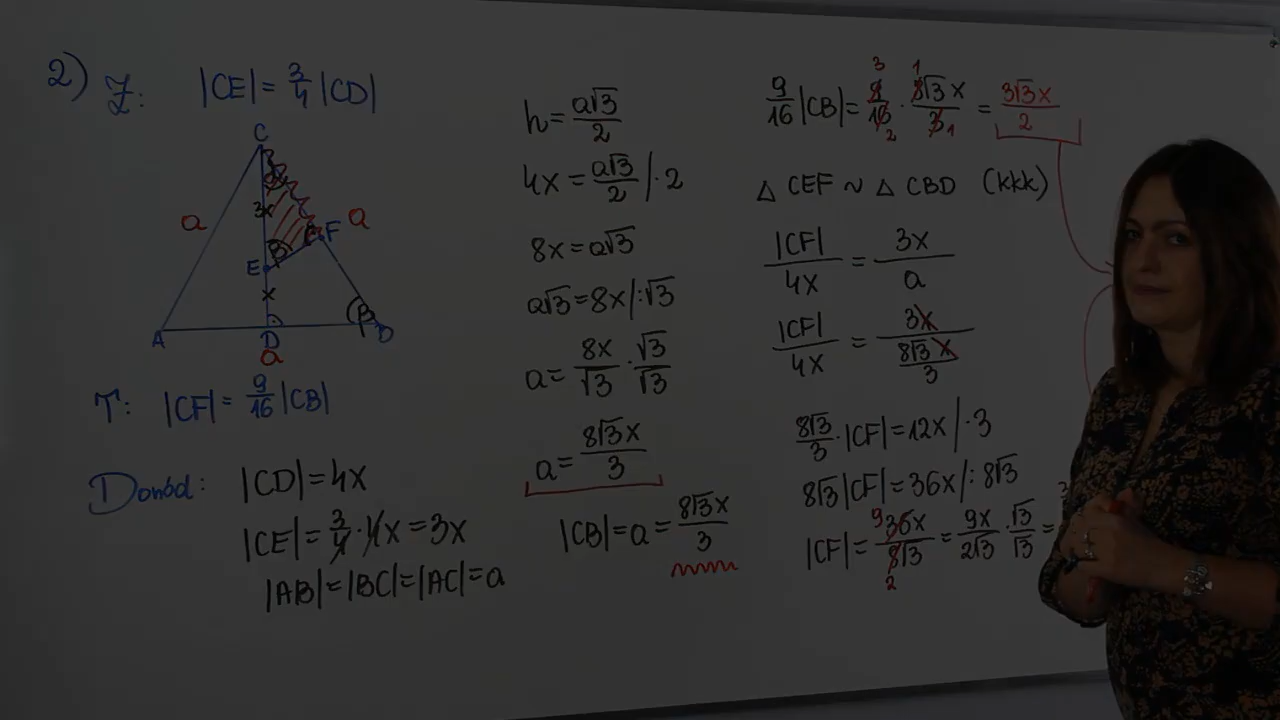 2) Z: |CE| = 3/4 |CD|
C
a
3x
a
F
β
E
x
β
A
D
B
a
T: |CF| = 9/16 |CB|
Dowód: |CD| = 4x
|CE| = 3/4 · 4x = 3x
|AB| = |BC| = |AC| = a
h = a√3/2
4x = a√3/2 |·2
8x = a√3
a√3 = 8x |:√3
a = 8x/√3 · √3/√3
a = 8√3x/3
|CB| = a = 8√3x/3
9/16 |CB| = 9/16 · 8√3x/3 = 3√3x/2
△ CEF ~ △ CBD (kkk)
|CF|/4x = 3x/a
|CF|/4x = 3x/(8√3x/3)
8√3/3 · |CF| = 12x |·3
8√3 |CF| = 36x |:8√3
|CF| = 36x/8√3 = 9x/2√3 · √3/√3 =